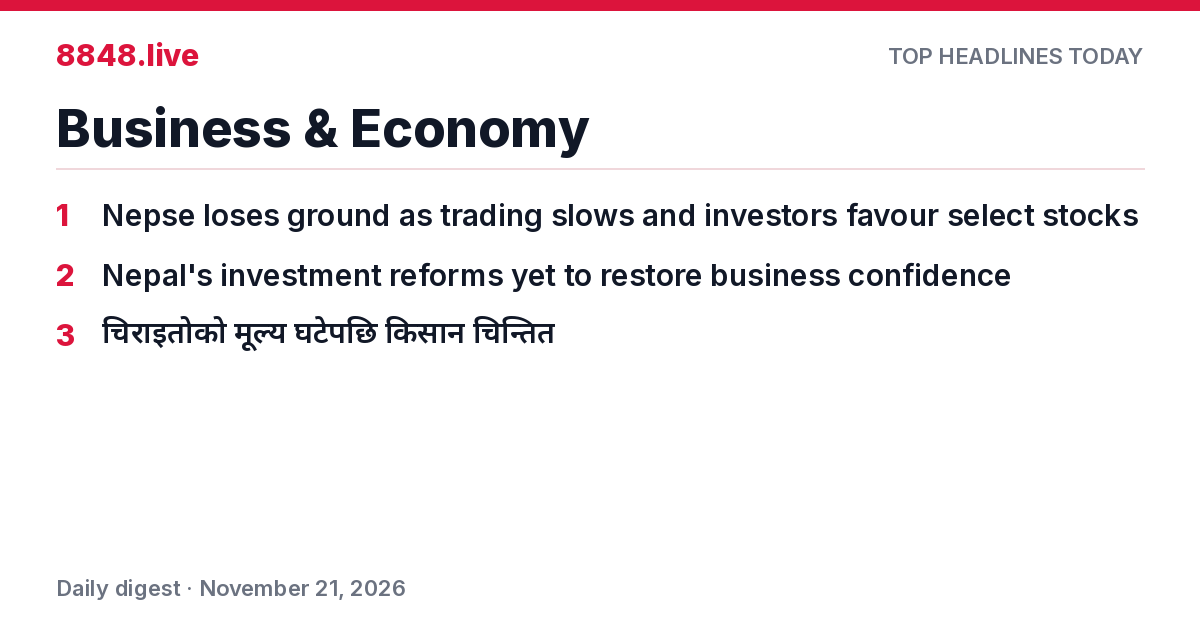 8848.live
TOP HEADLINES TODAY
Business & Economy
1 Nepse loses ground as trading slows and investors favour select stocks
2 Nepal's investment reforms yet to restore business confidence
3 चिराइतोको मूल्य घटेपछि किसान चिन्तित
Daily digest · November 21, 2026